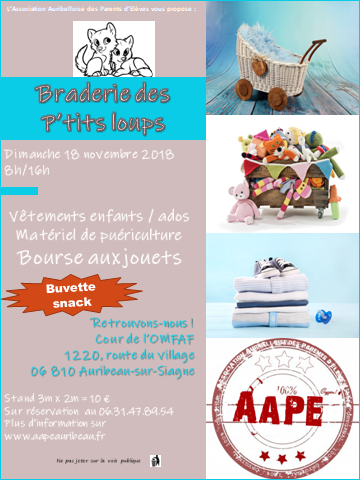 L'Association Auribelloise des Parents d'Elèves vous propose :
Braderie des
P'tits loups
Dimanche 18 novembre 2018
8h/16h
Vêtements enfants / ados
Matériel de puériculture
Bourse aux jouets
Buvette
snack
Retrouvons-nous !
Cour de l'OMFAF
1220, route du village
06 810 Auribeau-sur-Siagne
Stand 3m x 2m = 10 €
Sur réservation au 06.31.47.84.54
Plus d'information sur
www.aapeauribeau.fr
Ne pas jeter sur la voie publique
100%
AAPE